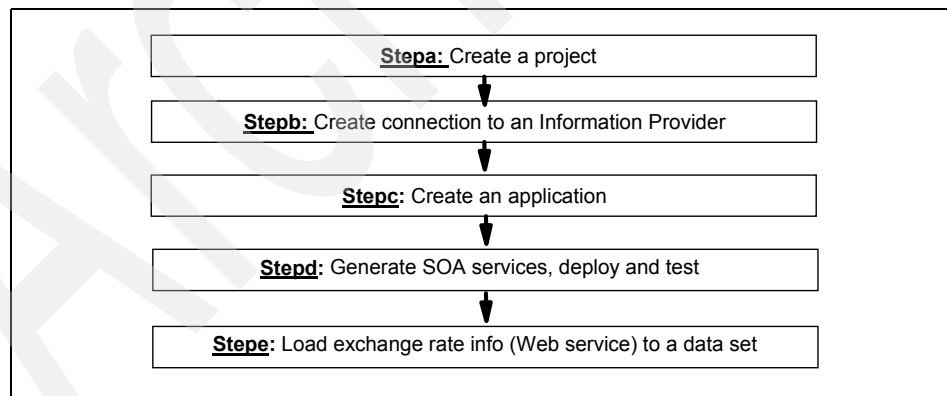 Stepa: Create a project
Stepb: Create connection to an Information Provider
Stepc: Create an application
Stepd: Generate SOA services, deploy and test
Stepe: Load exchange rate info (Web service) to a data set